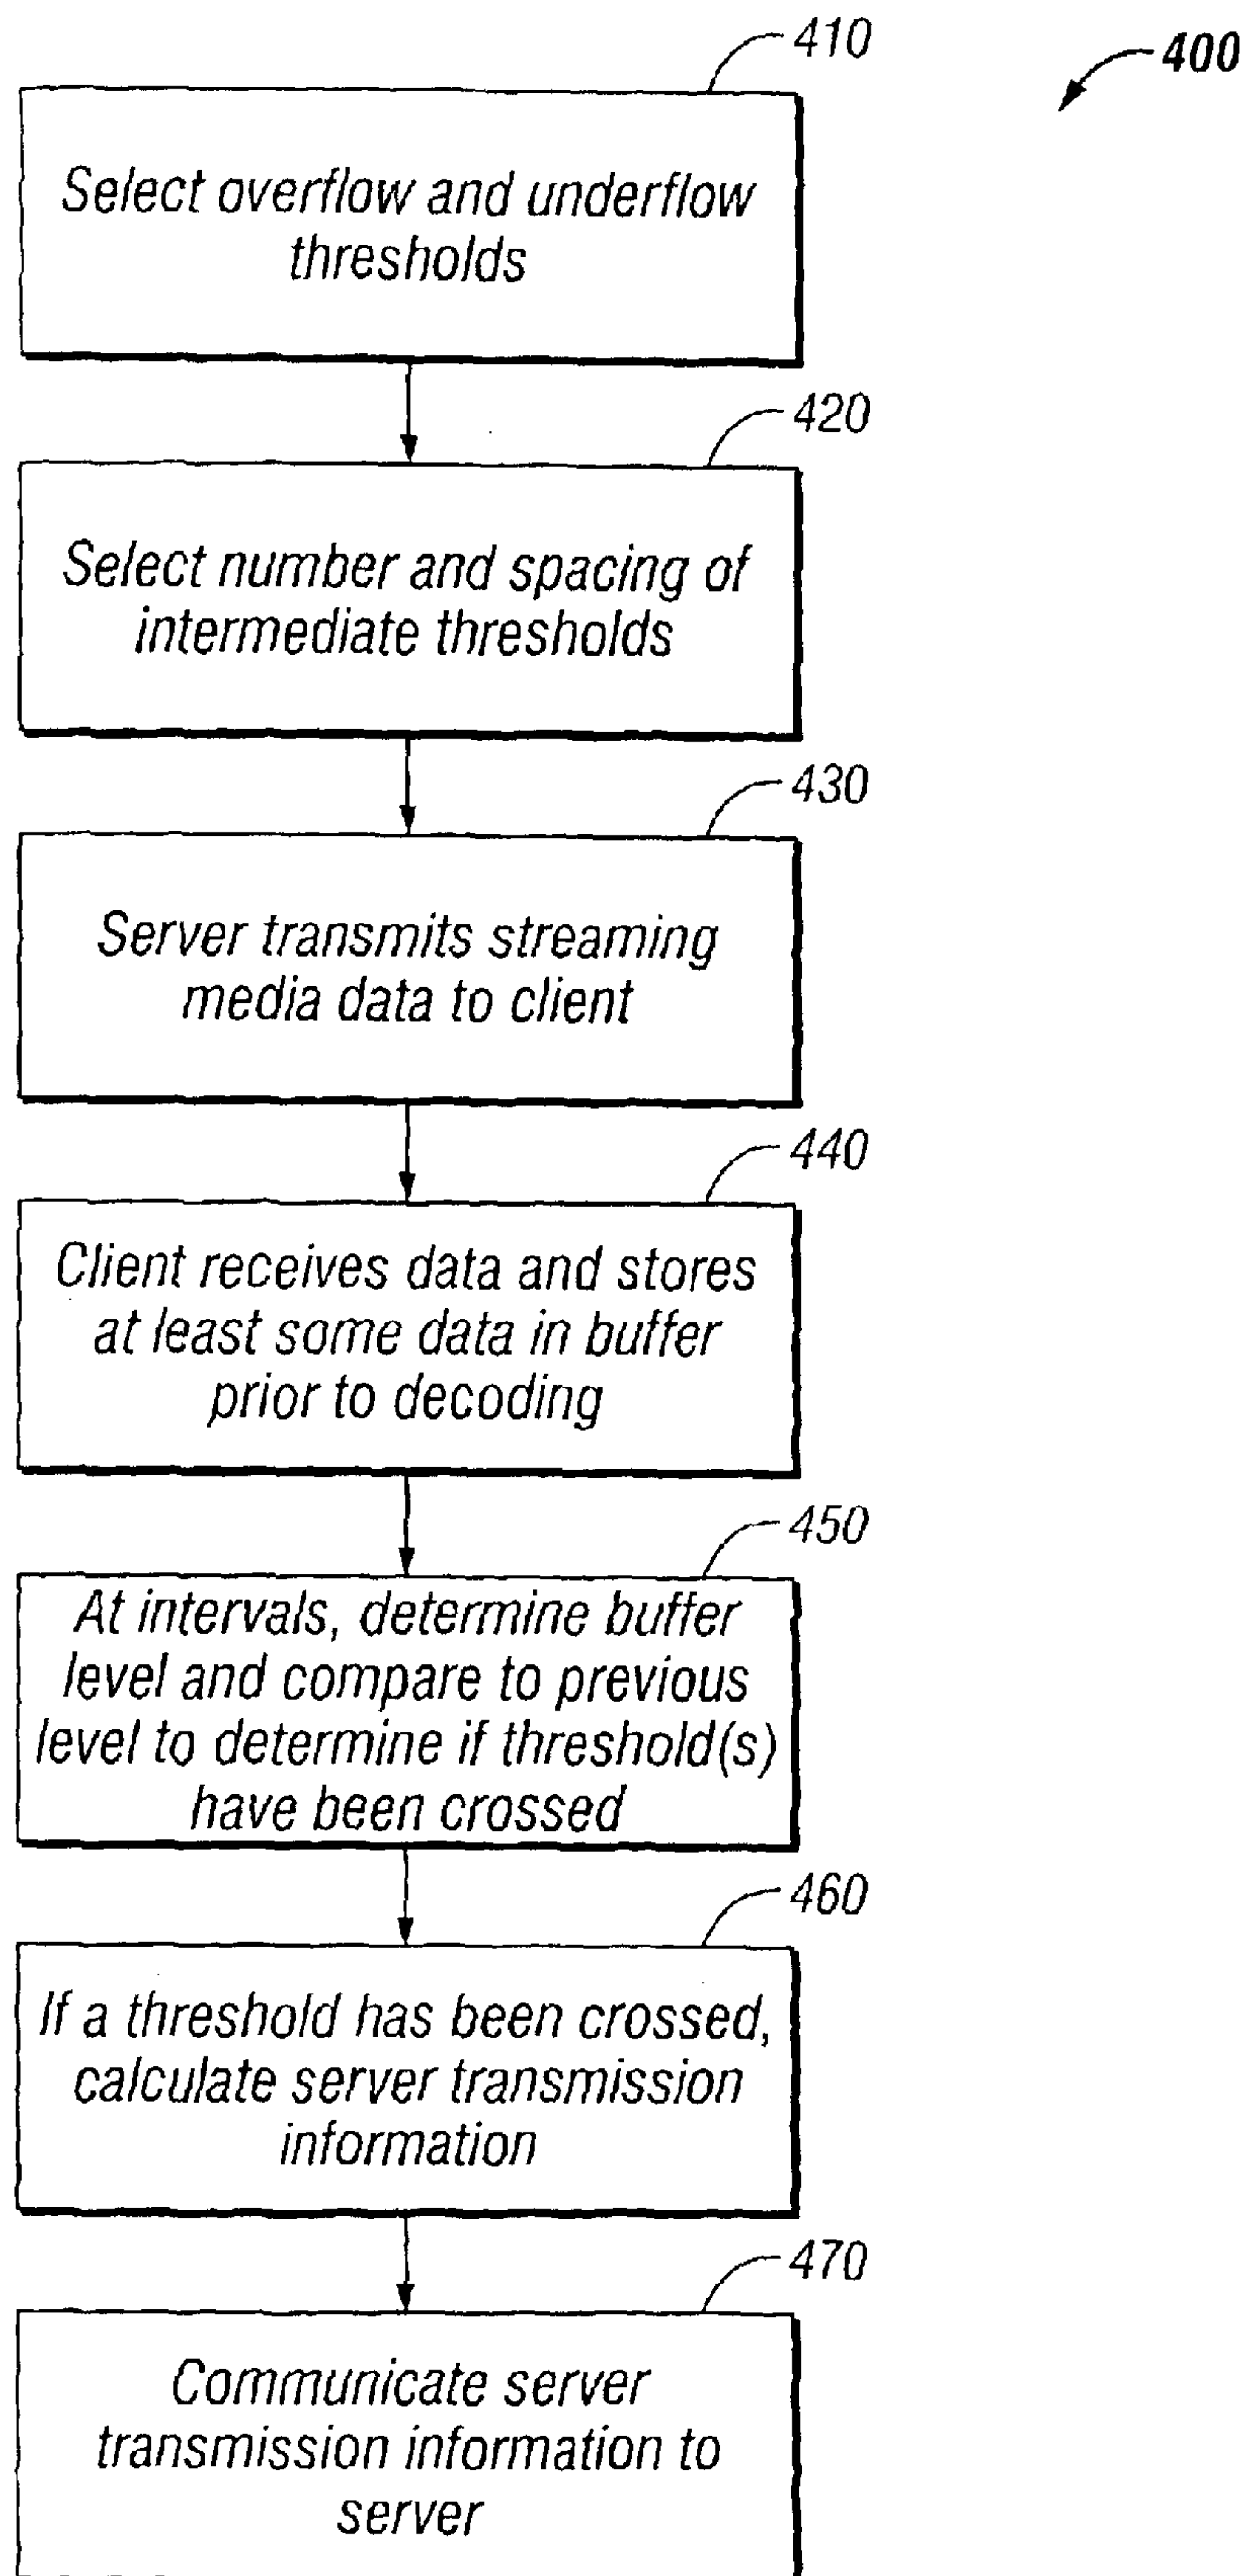 410
400
Select overflow and underflow
thresholds
420
Select number and spacing of
intermediate thresholds
430
Server transmits streaming
media data to client
440
Client receives data and stores
at least some data in buffer
prior to decoding
450
At intervals, determine buffer
level and compare to previous
level to determine if threshold(s)
have been crossed
460
If a threshold has been crossed,
calculate server transmission
information
470
Communicate server
transmission information to
server